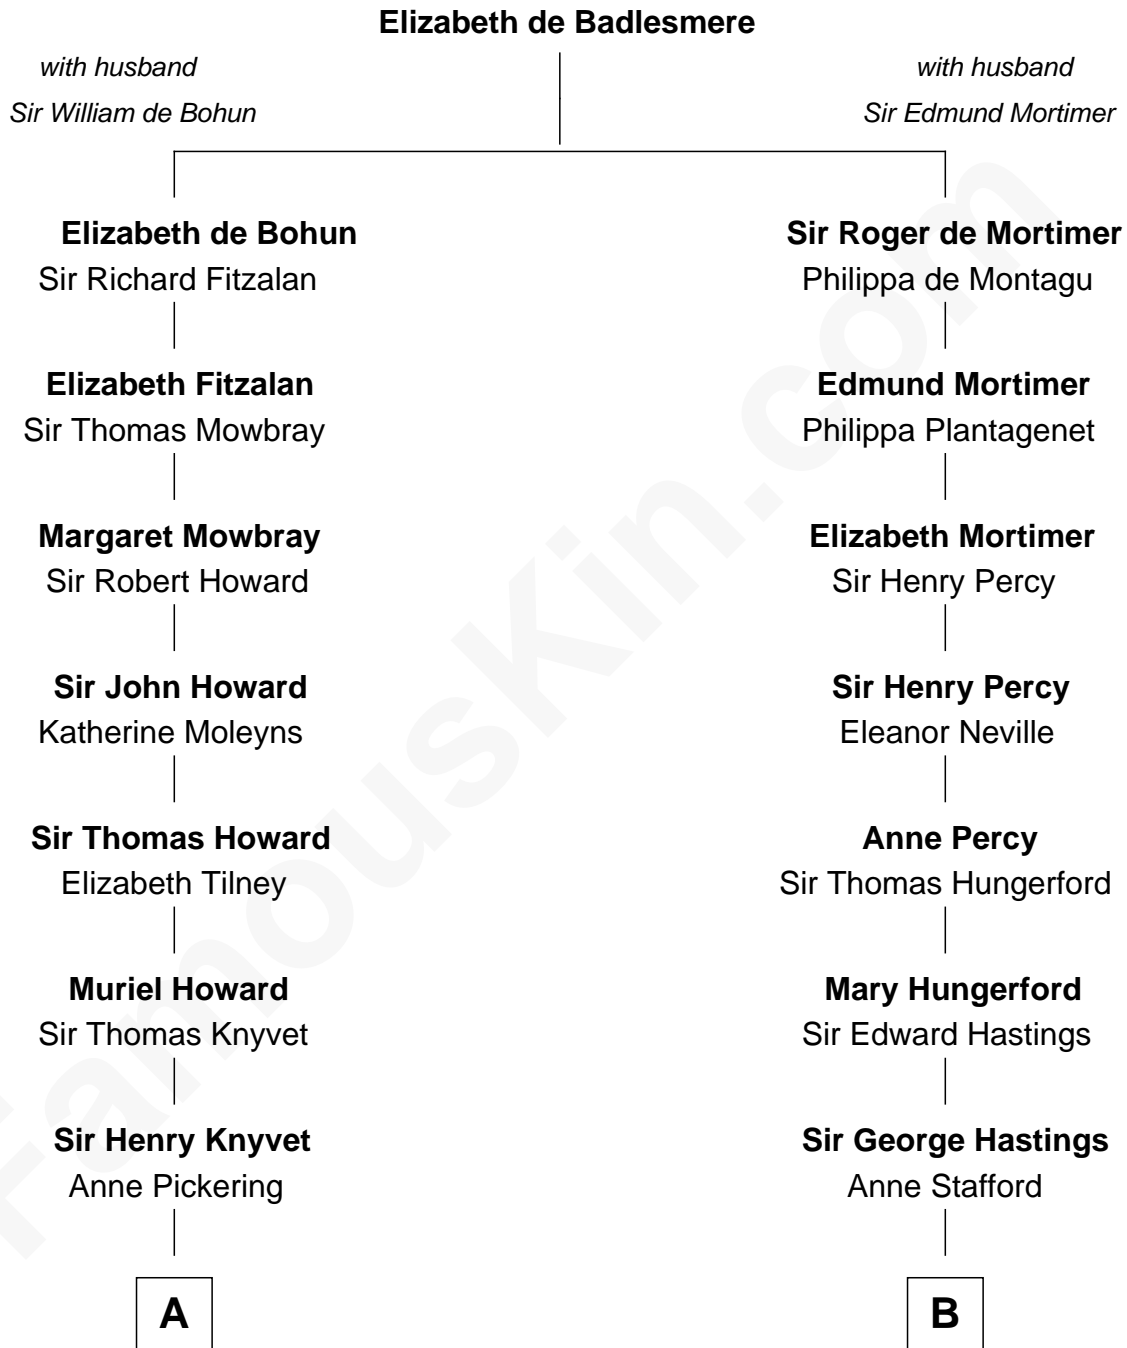 Elizabeth de Badlesmere
with husband
Sir William de Bohun
with husband
Sir Edmund Mortimer
Elizabeth de Bohun
Sir Richard Fitzalan
Elizabeth Fitzalan
Sir Thomas Mowbray
Margaret Mowbray
Sir Robert Howard
Sir John Howard
Katherine Moleyns
Sir Thomas Howard
Elizabeth Tilney
Muriel Howard
Sir Thomas Knyvet
Sir Henry Knyvet
Anne Pickering
A
Sir Roger de Mortimer
Philippa de Montagu
Edmund Mortimer
Philippa Plantagenet
Elizabeth Mortimer
Sir Henry Percy
Sir Henry Percy
Eleanor Neville
Anne Percy
Sir Thomas Hungerford
Mary Hungerford
Sir Edward Hastings
Sir George Hastings
Anne Stafford
B
FamousKin.com